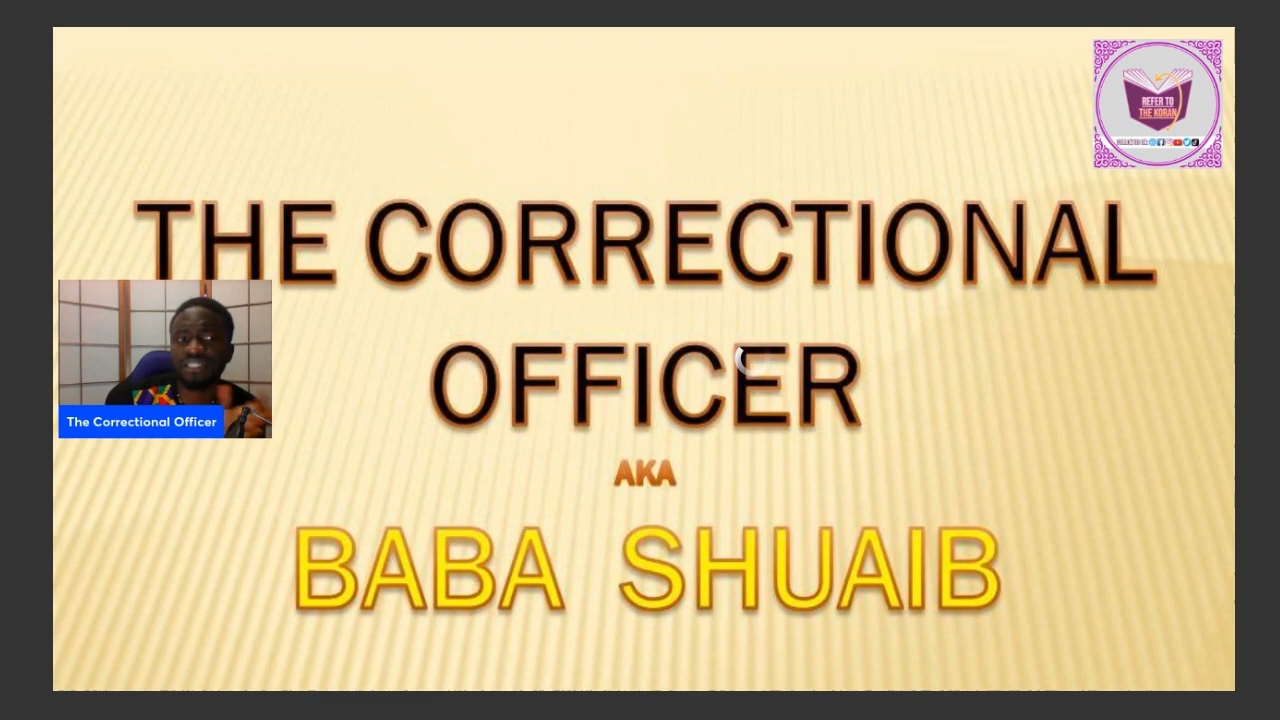 REFER TO
THE KORAN
THE CORRECTIONAL
OFFICER
AKA
BABA SHUAIB
The Correctional Officer